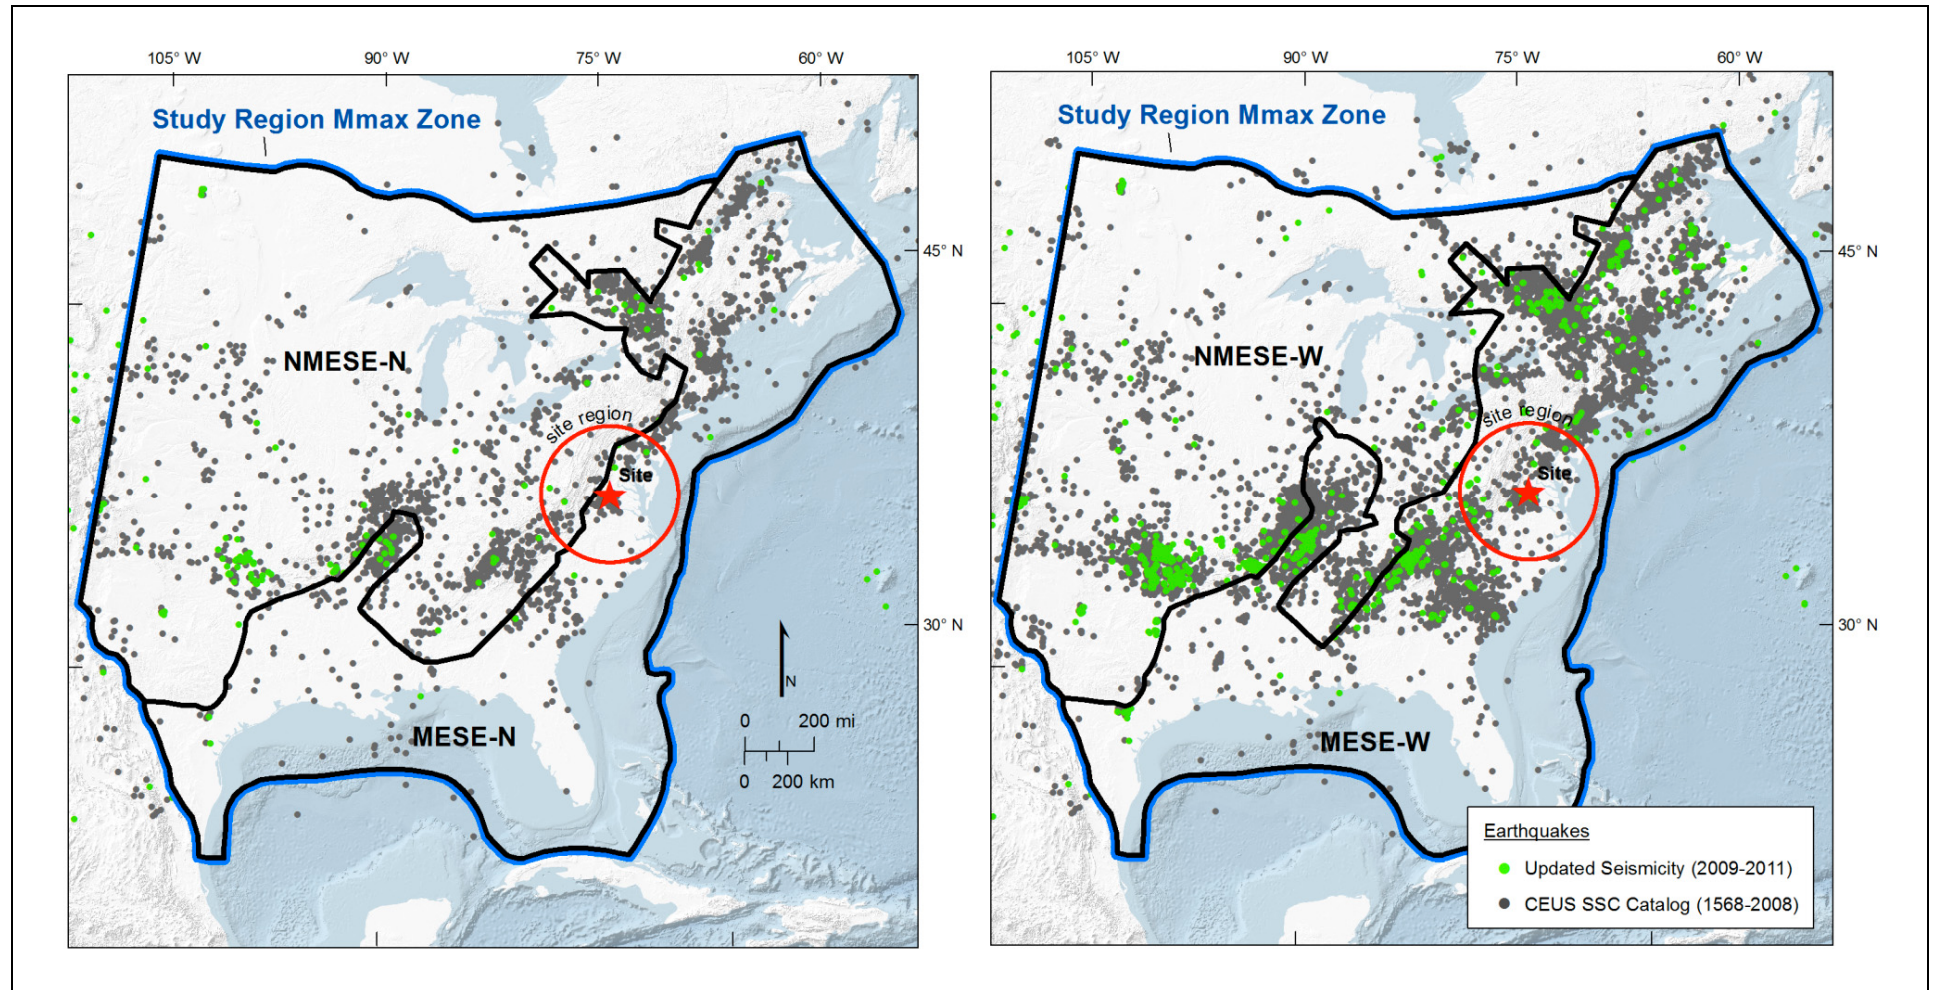 105° W
90° W
75° W
60° W
Study Region Mmax Zone
45° N
NMESE-N
site region
Site
30° N
N
0 200 mi
MESE-N
0 200 km
105° W
90° W
75° W
60° W
Study Region Mmax Zone
45° N
NMESE-W
site region
Site
30° N
MESE-W
Earthquakes
Updated Seismicity (2009-2011)
CEUS SSC Catalog (1568-2008)